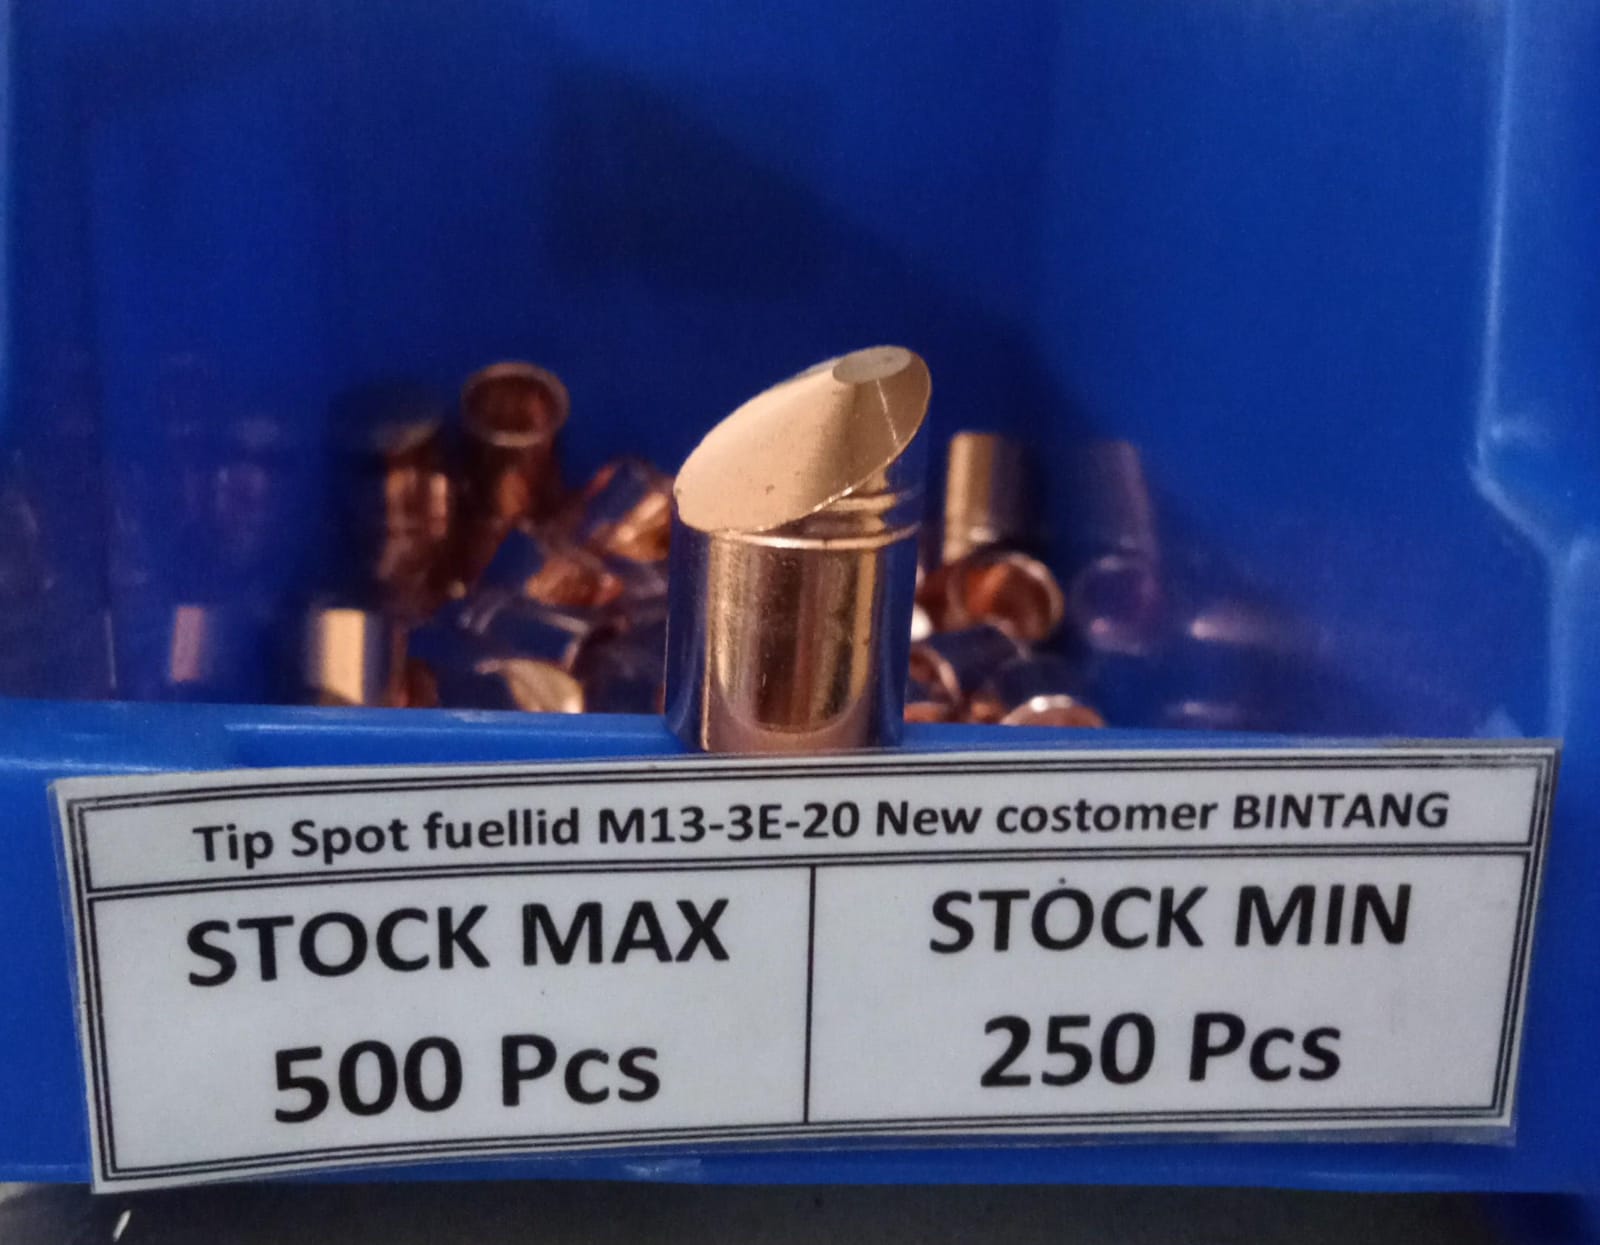 Tip Spot fuellid M13-3E-20 New costomer BINTANG
STOCK MAX
500 Pcs
STOCK MIN
250 Pcs